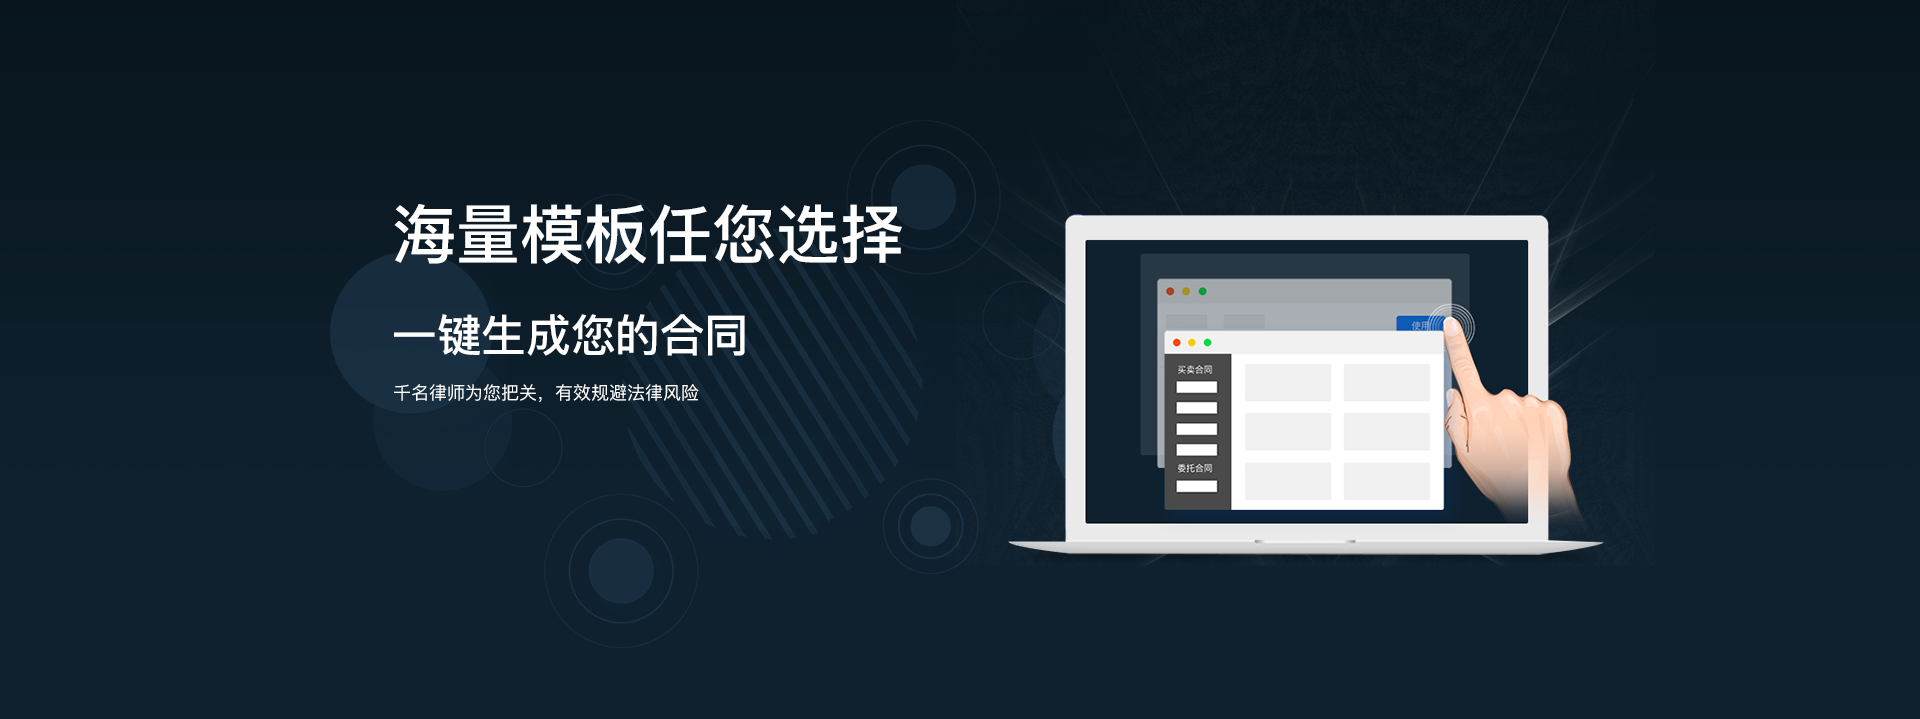 海量模板任您选择
一键生成您的合同
千名律师为您把关，有效规避法律风险
使用
买卖合同
委托合同